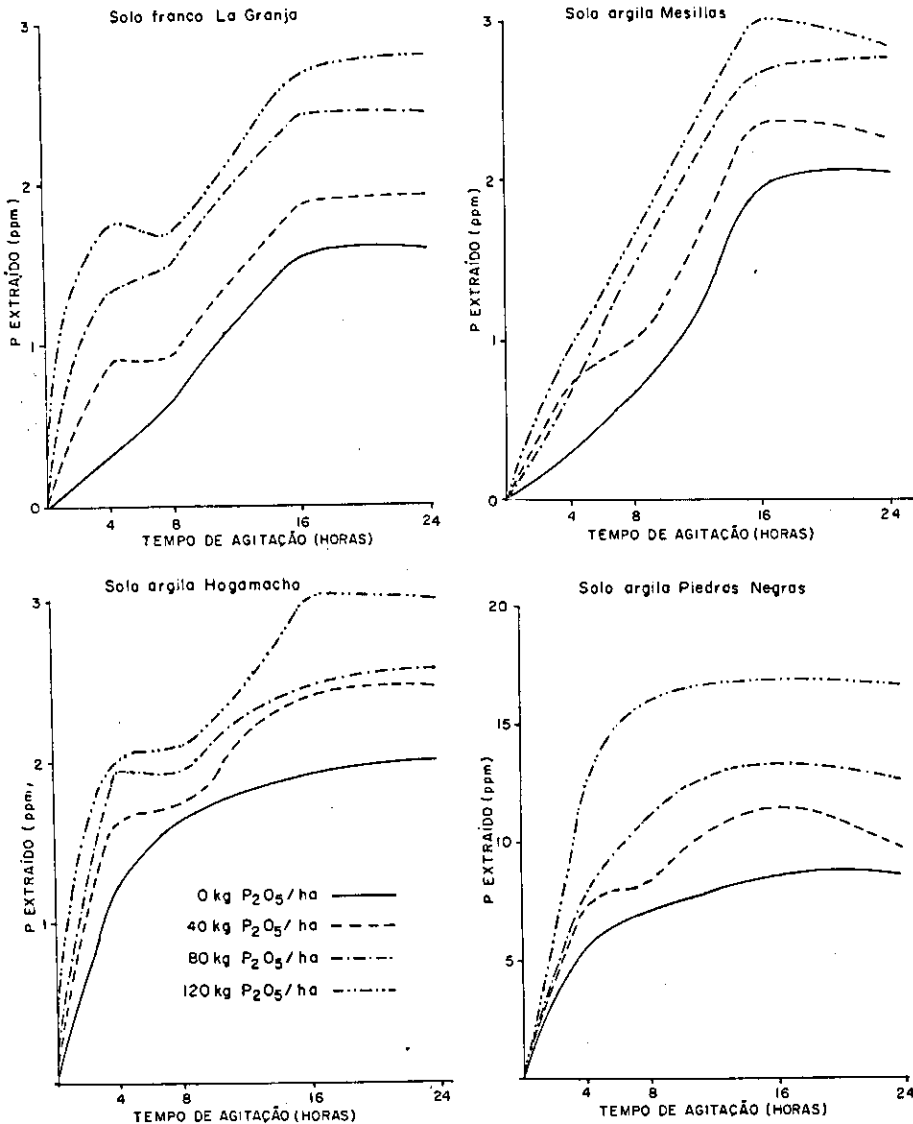 Solo franco La Granja
3
2
1
0
P EXTRAÍDO (ppm)
4 8 16 24
TEMPO DE AGITAÇÃO (HORAS)
Solo argila Mesillas
3
2
1
0
P EXTRAÍDO (ppm)
4 8 16 24
TEMPO DE AGITAÇÃO (HORAS)
Solo argila Hogamacho
3
2
1
P EXTRAÍDO (ppm)
0 kg P₂O₅/ha
40 kg P₂O₅/ha
80 kg P₂O₅/ha
120 kg P₂O₅/ha
4 8 16 24
TEMPO DE AGITAÇÃO (HORAS)
Solo argila Piedras Negras
20
15
10
5
P EXTRAÍDO (ppm)
4 8 16 24
TEMPO DE AGITAÇÃO (HORAS)